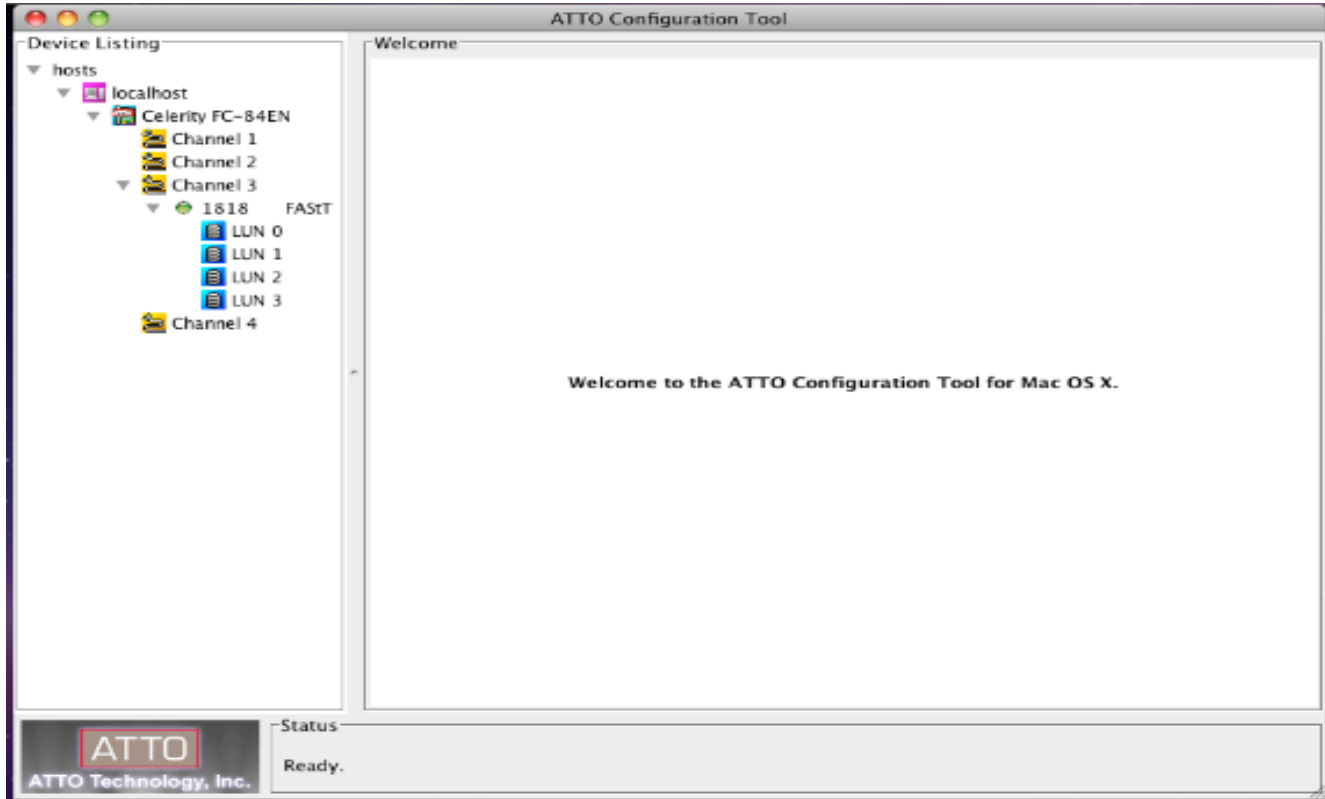 ATTO Configuration Tool
Device Listing
hosts
localhost
Celerity FC-84EN
Channel 1
Channel 2
Channel 3
1818 FAStT
LUN 0
LUN 1
LUN 2
LUN 3
Channel 4
Welcome
Welcome to the ATTO Configuration Tool for Mac OS X.
ATTO
ATTO Technology, Inc.
Status
Ready.